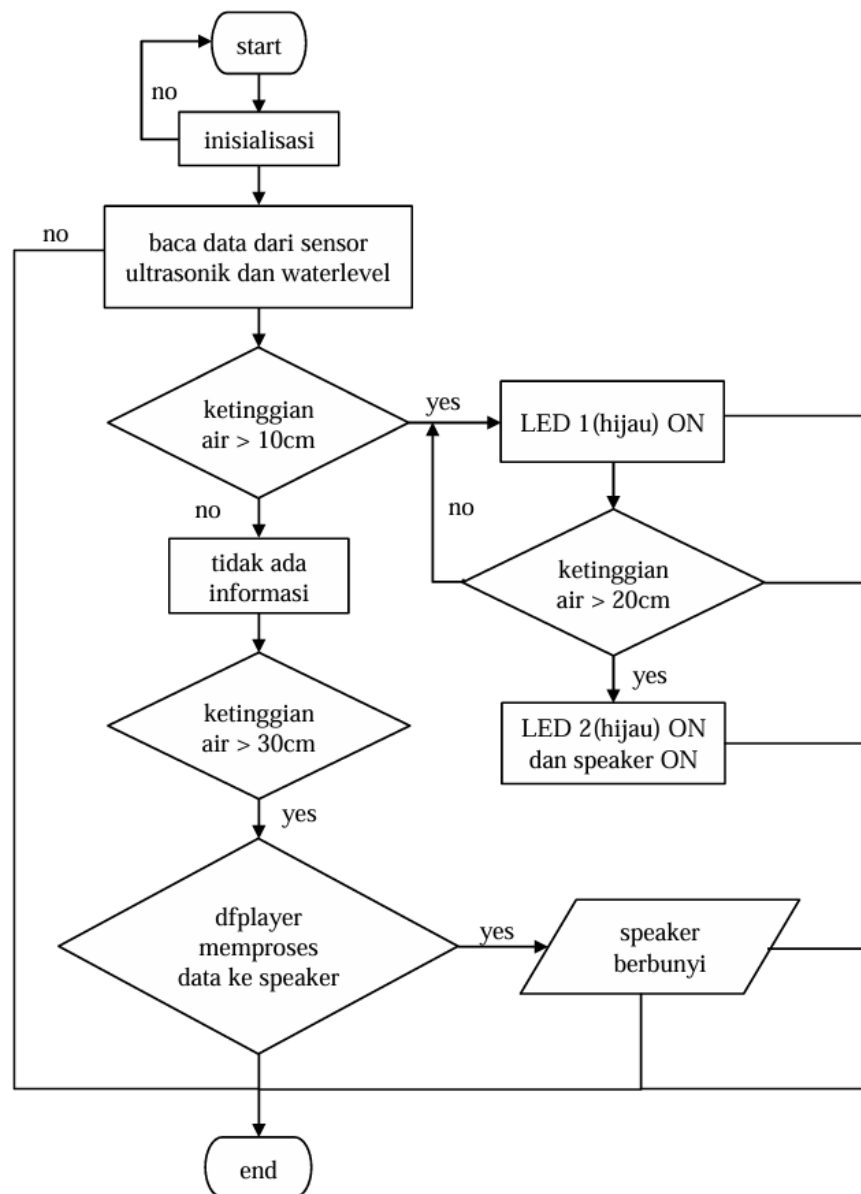 start
no
inisialisasi
no
baca data dari sensor
ultrasonik dan waterlevel
ketinggian
air > 10cm
yes
LED 1(hijau) ON
no
no
tidak ada
informasi
ketinggian
air > 20cm
yes
ketinggian
air > 30cm
LED 2(hijau) ON
dan speaker ON
yes
dfplayer
memproses
data ke speaker
yes
speaker
berbunyi
end